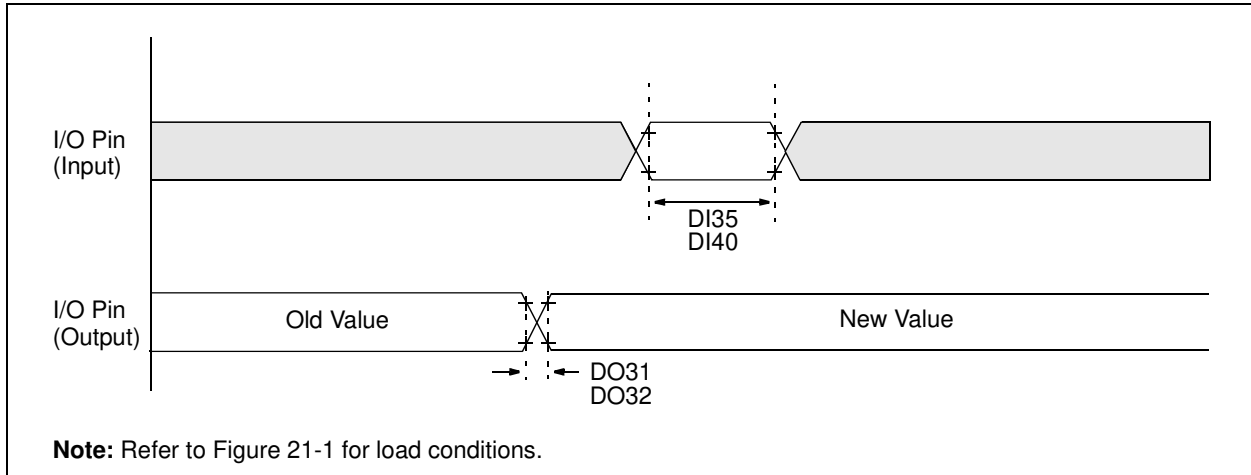 I/O Pin
(Input)
DI35
DI40
I/O Pin
(Output)
Old Value
New Value
DO31
DO32
Note: Refer to Figure 21-1 for load conditions.